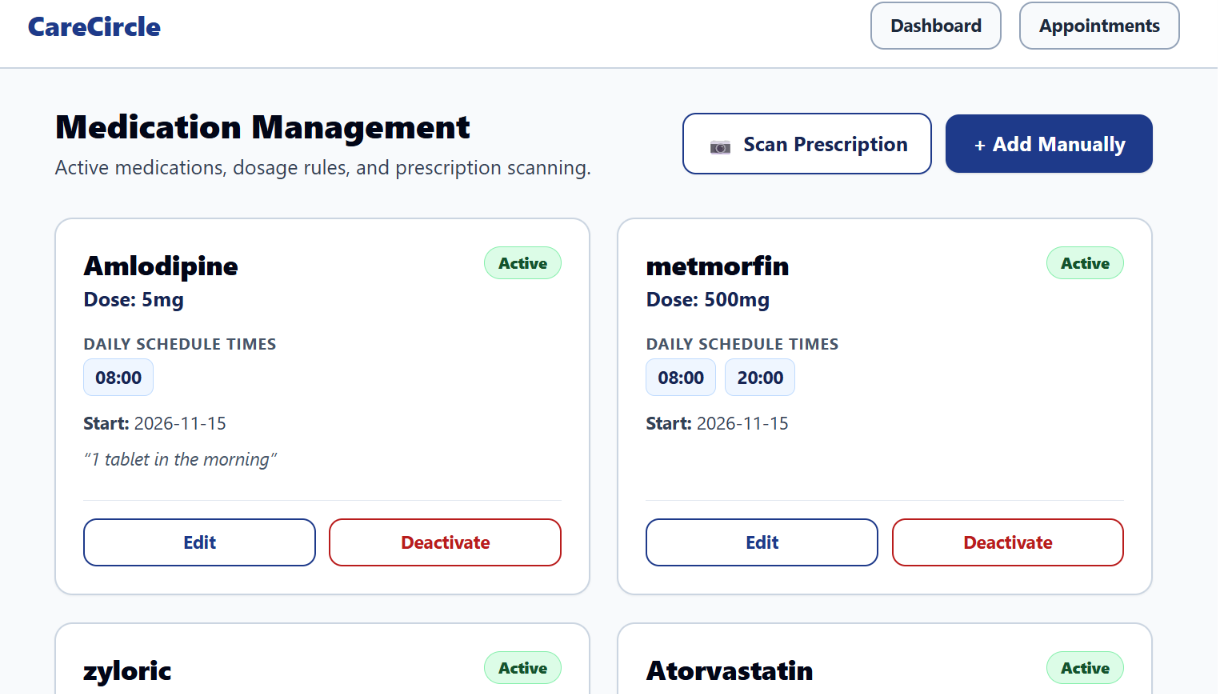 CareCircle
Dashboard
Appointments
Medication Management
Active medications, dosage rules, and prescription scanning.
Scan Prescription
+ Add Manually
Amlodipine
Active
Dose: 5mg
DAILY SCHEDULE TIMES
08:00
Start: 2026-11-15
“1 tablet in the morning”
Edit
Deactivate
metmorfin
Active
Dose: 500mg
DAILY SCHEDULE TIMES
08:00 20:00
Start: 2026-11-15
Edit
Deactivate
zyloric
Active
Atorvastatin
Active